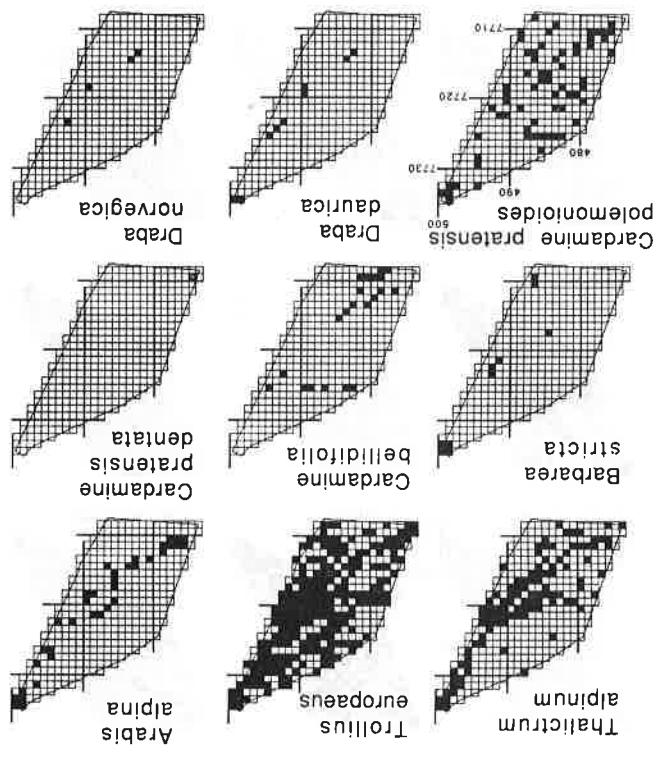 Arabis
alpina
Trollius
europaeus
Thalictrum
alpinum
Cardamine
pratensis
dentata
Cardamine
bellidifolia
Barbarea
stricta
Draba
norvegica
Draba
daurica
Cardamine pratensis
polemonioides
500
490
7730
480
7720
7710